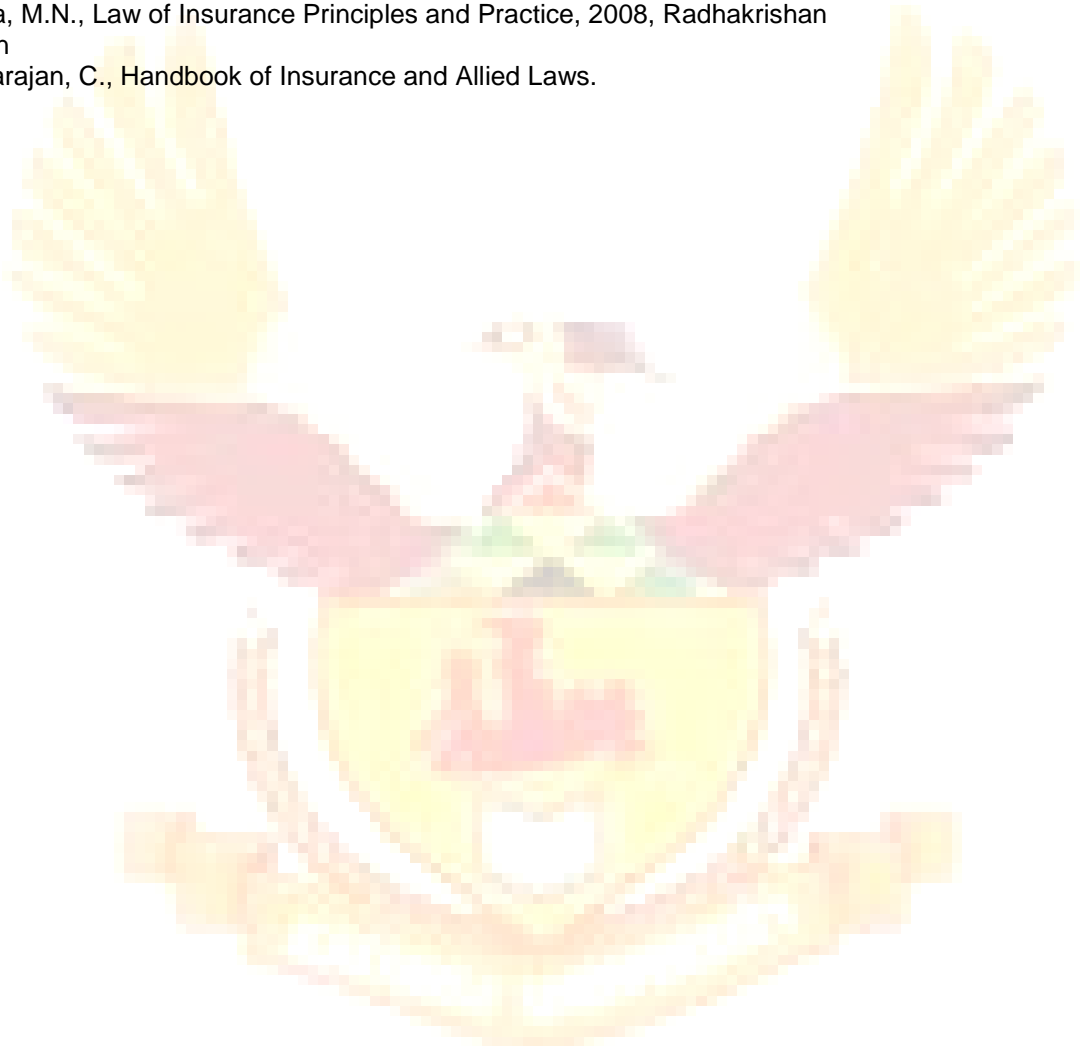 a, M.N., Law of Insurance Principles and Practice, 2008, Radhakrishan
n
arajan, C., Handbook of Insurance and Allied Laws.